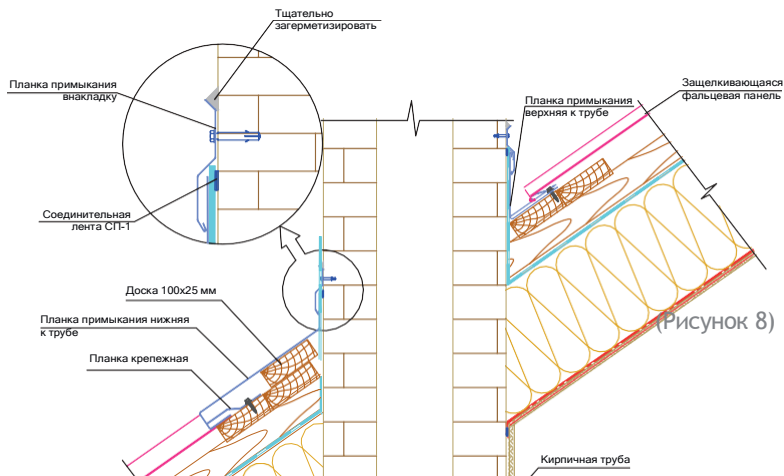 Тщательно
загерметизировать
Планка примыкания
внакладку
Защелкивающаяся
фальцевая панель
Планка примыкания
верхняя к трубе
Соединительная
лента СП-1
Доска 100х25 мм
Планка примыкания нижняя
к трубе
Планка крепежная
(Рисунок 8)
Кирпичная труба